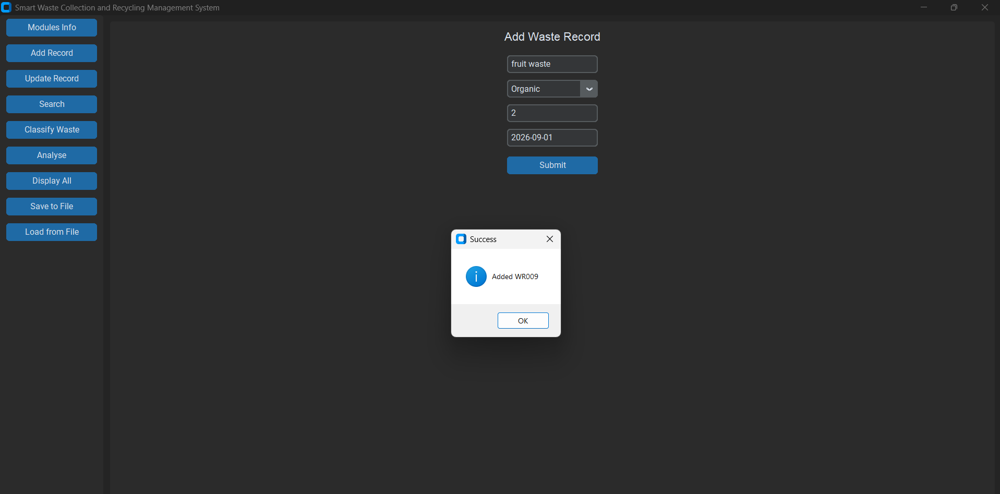 Smart Waste Collection and Recycling Management System
Modules Info
Add Record
Update Record
Search
Classify Waste
Analyse
Display All
Save to File
Load from File
Add Waste Record
fruit waste
Organic
2
2026-09-01
Submit
Success
Added WR009
OK